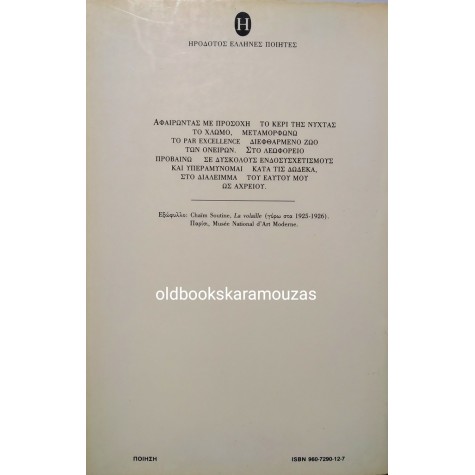 H
ΗΡΟΔΟΤΟΣ ΕΛΛΗΝΕΣ ΠΟΙΗΤΕΣ
ΑΦΑΙΡΩΝΤΑΣ ΜΕ ΠΡΟΣΟΧΗ ΤΟ ΚΕΡΙ ΤΗΣ ΝΥΧΤΑΣ
ΤΟ ΧΛΩΜΟ, ΜΕΤΑΜΟΡΦΩΝΩ
ΤΟ PAR EXCELLENCE ΔΙΕΦΘΑΡΜΕΝΟ ΖΩΟ
ΤΩΝ ΟΝΕΙΡΩΝ. ΣΤΟ ΛΕΩΦΟΡΕΙΟ
ΠΡΟΒΑΙΝΩ ΣΕ ΔΥΣΚΟΛΟΥΣ ΕΝΔΟΣΥΣΧΕΤΙΣΜΟΥΣ
ΚΑΙ ΥΠΕΡΑΜΥΝΟΜΑΙ ΚΑΤΑ ΤΙΣ ΔΩΔΕΚΑ,
ΣΤΟ ΔΙΑΛΕΙΜΜΑ ΤΟΥ ΕΑΥΤΟΥ ΜΟΥ
ΩΣ ΑΧΡΕΙΟΥ.
Εξώφυλλο: Chaïm Soutine, La volaille (γύρω στα 1925-1926).
Παρίσι, Musée National d'Art Moderne.
oldbookskaramouzas
ΠΟΙΗΣΗ ISBN 960-7290-12-7